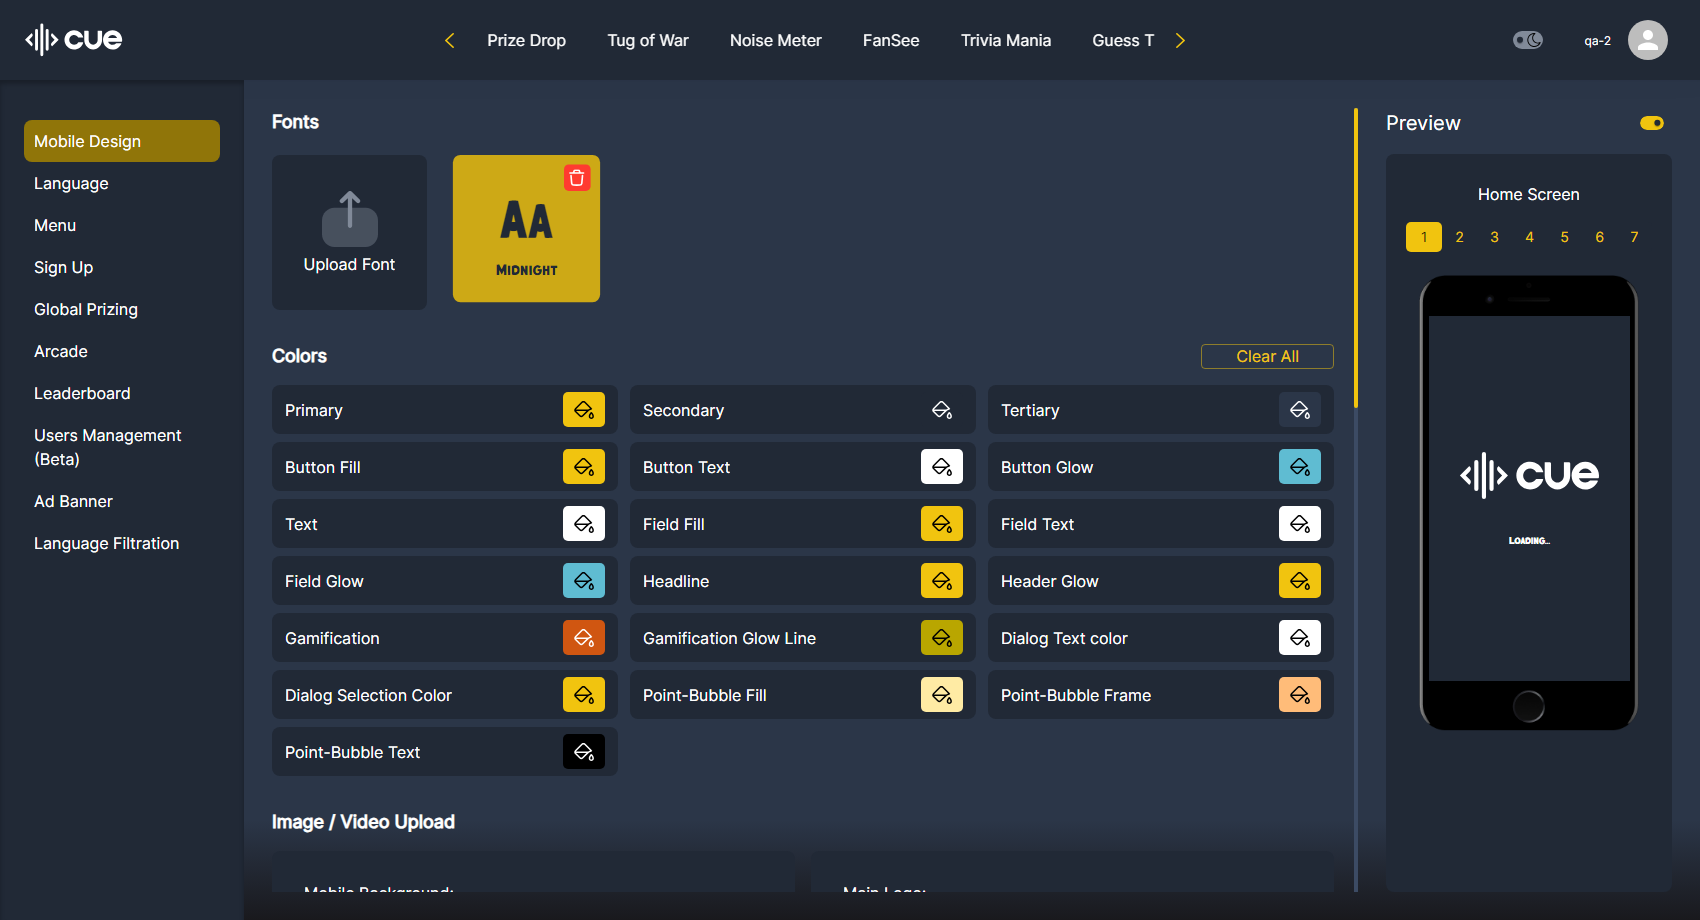 cue
Prize Drop
Tug of War
Noise Meter
FanSee
Trivia Mania
Guess T
qa-2
Mobile Design
Language
Menu
Sign Up
Global Prizing
Arcade
Leaderboard
Users Management
(Beta)
Ad Banner
Language Filtration
Fonts
Upload Font
AA
MIDNIGHT
Colors
Clear All
Primary
Secondary
Tertiary
Button Fill
Button Text
Button Glow
Text
Field Fill
Field Text
Field Glow
Headline
Header Glow
Gamification
Gamification Glow Line
Dialog Text color
Dialog Selection Color
Point-Bubble Fill
Point-Bubble Frame
Point-Bubble Text
Image / Video Upload
Mobile Background:
Main Logo:
Preview
Home Screen
1 2 3 4 5 6 7
cue
LOADING...